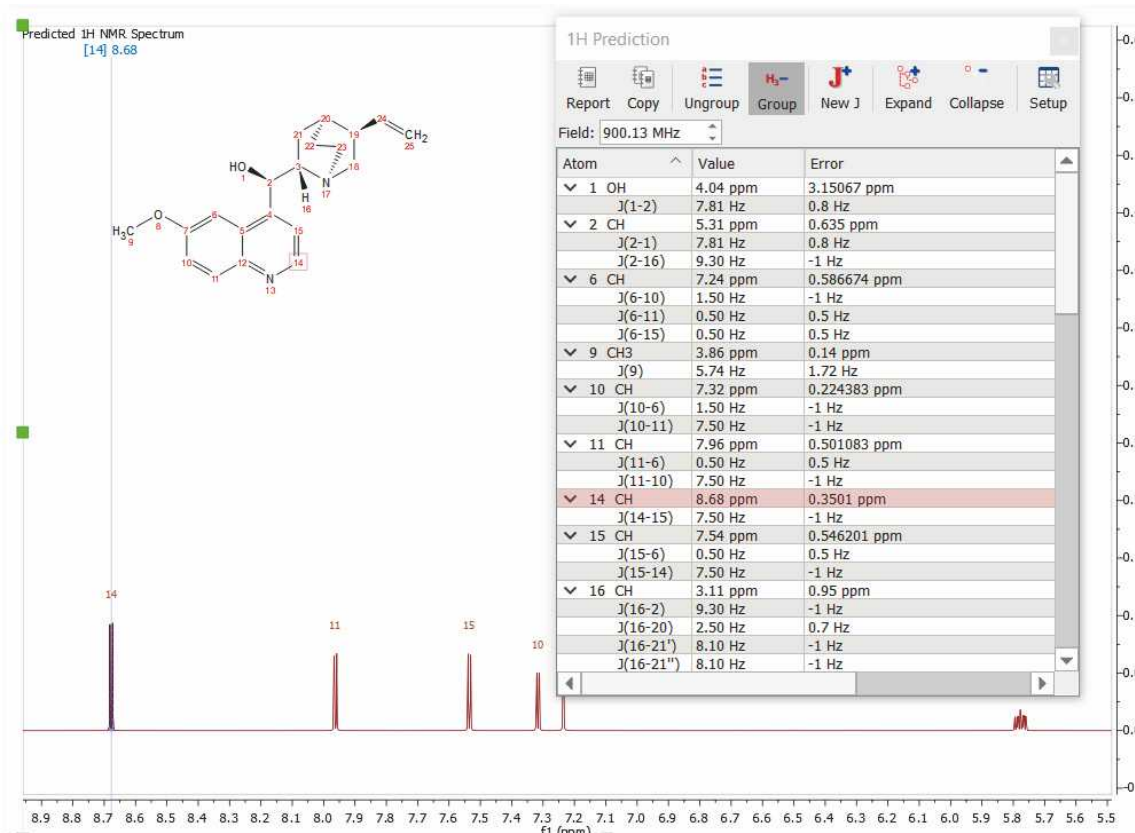 Predicted 1H NMR Spectrum
[14] 8.68
1H Prediction
Report Copy Ungroup Group New J Expand Collapse Setup
Field: 900.13 MHz
Atom Value Error
1 OH 4.04 ppm 3.15067 ppm
J(1-2) 7.81 Hz 0.8 Hz
2 CH 5.31 ppm 0.635 ppm
J(2-1) 7.81 Hz 0.8 Hz
J(2-16) 9.30 Hz -1 Hz
6 CH 7.24 ppm 0.586674 ppm
J(6-10) 1.50 Hz -1 Hz
J(6-11) 0.50 Hz 0.5 Hz
J(6-15) 0.50 Hz 0.5 Hz
9 CH3 3.86 ppm 0.14 ppm
J(9) 5.74 Hz 1.72 Hz
10 CH 7.32 ppm 0.224383 ppm
J(10-6) 1.50 Hz -1 Hz
J(10-11) 7.50 Hz -1 Hz
11 CH 7.96 ppm 0.501083 ppm
J(11-6) 0.50 Hz 0.5 Hz
J(11-10) 7.50 Hz -1 Hz
14 CH 8.68 ppm 0.3501 ppm
J(14-15) 7.50 Hz -1 Hz
15 CH 7.54 ppm 0.546201 ppm
J(15-6) 0.50 Hz 0.5 Hz
J(15-14) 7.50 Hz -1 Hz
16 CH 3.11 ppm 0.95 ppm
J(16-2) 9.30 Hz -1 Hz
J(16-20) 2.50 Hz 0.7 Hz
J(16-21') 8.10 Hz -1 Hz
J(16-21") 8.10 Hz -1 Hz
20 24
21 19 CH2
22 23 25
HO 3 18
1 2 N
17
H
16
O 4
8 6 15
H3C 7 5
9
10 12 14
11 N
13
14 11 15 10
8.9 8.8 8.7 8.6 8.5 8.4 8.3 8.2 8.1 8.0 7.9 7.8 7.7 7.6 7.5 7.4 7.3 7.2 7.1 7.0 6.9 6.8 6.7 6.6 6.5 6.4 6.3 6.2 6.1 6.0 5.9 5.8 5.7 5.6 5.5
f1 (ppm)